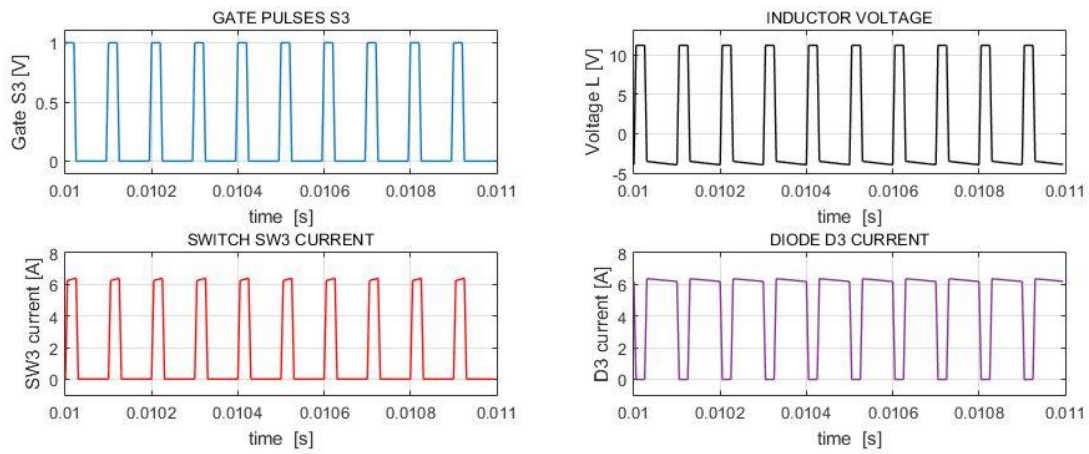 GATE PULSES S3
Gate S3 [V]
1
0.5
0
0.01 0.0102 0.0104 0.0106 0.0108 0.011
time [s]
INDUCTOR VOLTAGE
Voltage L [V]
10
5
0
-5
0.01 0.0102 0.0104 0.0106 0.0108 0.011
time [s]
SWITCH SW3 CURRENT
SW3 current [A]
8
6
4
2
0
0.01 0.0102 0.0104 0.0106 0.0108 0.011
time [s]
DIODE D3 CURRENT
D3 current [A]
8
6
4
2
0
0.01 0.0102 0.0104 0.0106 0.0108 0.011
time [s]